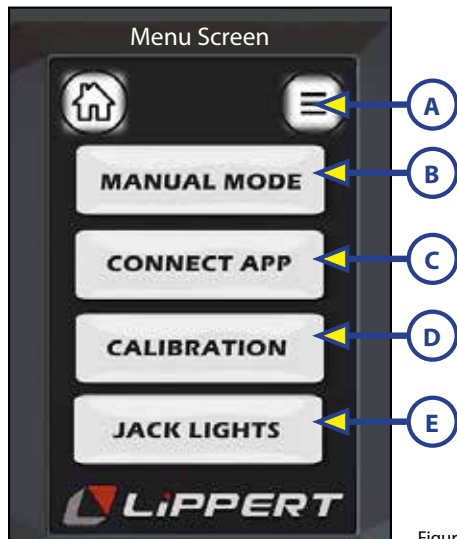 Menu Screen
A
MANUAL MODE
B
CONNECT APP
C
CALIBRATION
D
JACK LIGHTS
E
LiPPERT